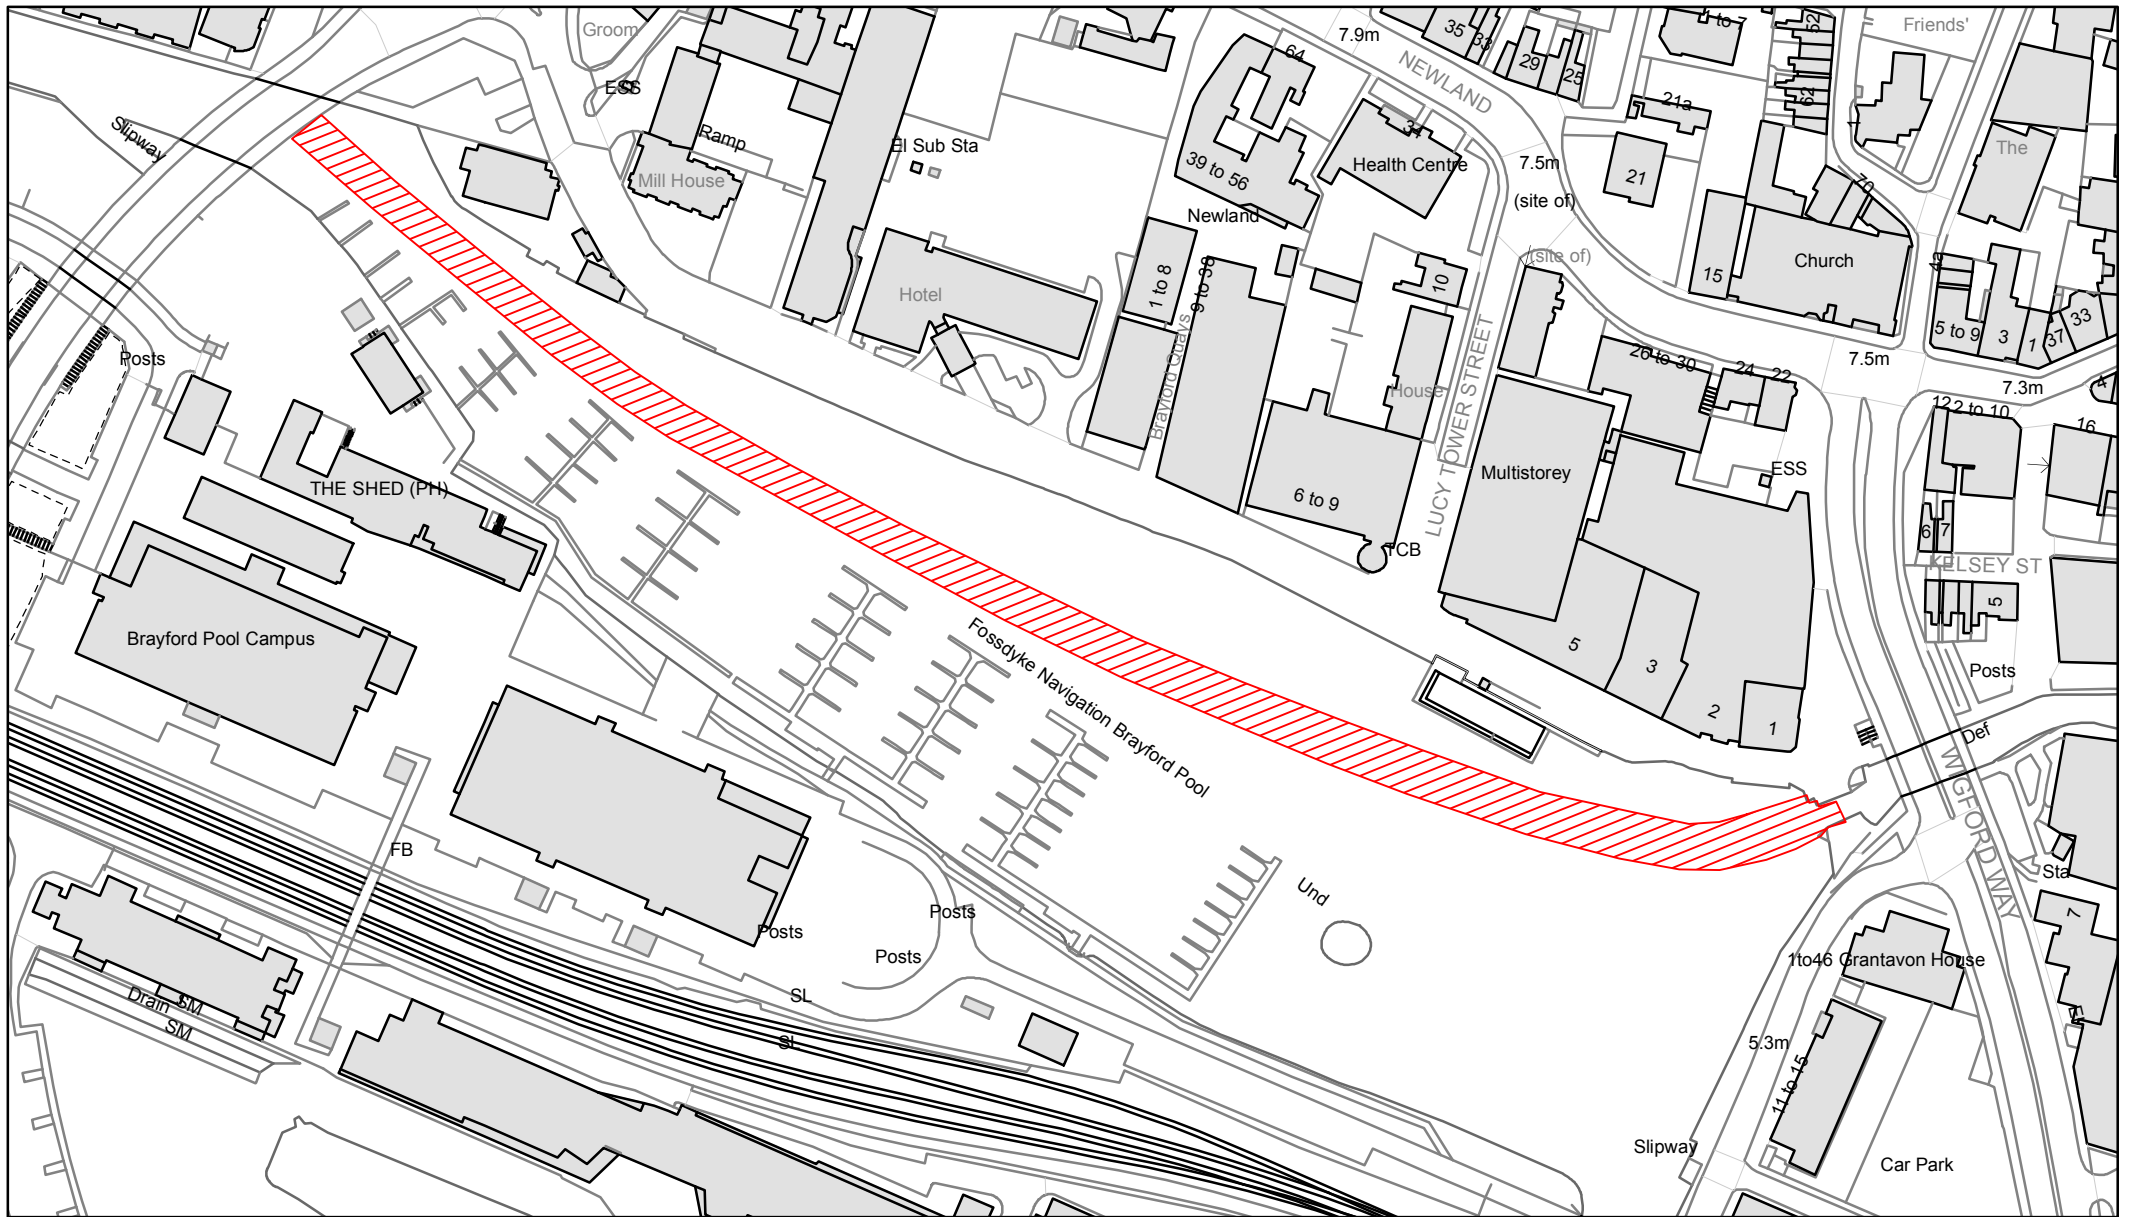 Groom
7.9m
35
33
29
25
1 to 7
52
Friends'
64
NEWLAND
ESS
62
21a
Slipway
Ramp
El Sub Sta
34
1
The
39 to 56
Health Centre
7.5m
21
Mill House
70
(site of)
Newland
(site of)
Church
4a
15
10
1 to 8
9 to 38
Hotel
33
5 to 9
3
1
37
Brayford Quays
26 to 30
7.5m
Posts
24
22
7.3m
4
House
LUCY TOWER STREET
12
2 to 10
16
Multistorey
ESS
THE SHED (PH)
6 to 9
6
7
TCB
KELSEY ST
5
Brayford Pool Campus
Fossdyke Navigation Brayford Pool
5
3
Posts
2
1
Def
WIGFORD WAY
FB
Sta
Und
Posts
7
Posts
Posts
1to46 Grantavon House
SL
Drain
SM
SM
El
SL
5.3m
11 to 15
Slipway
Car Park